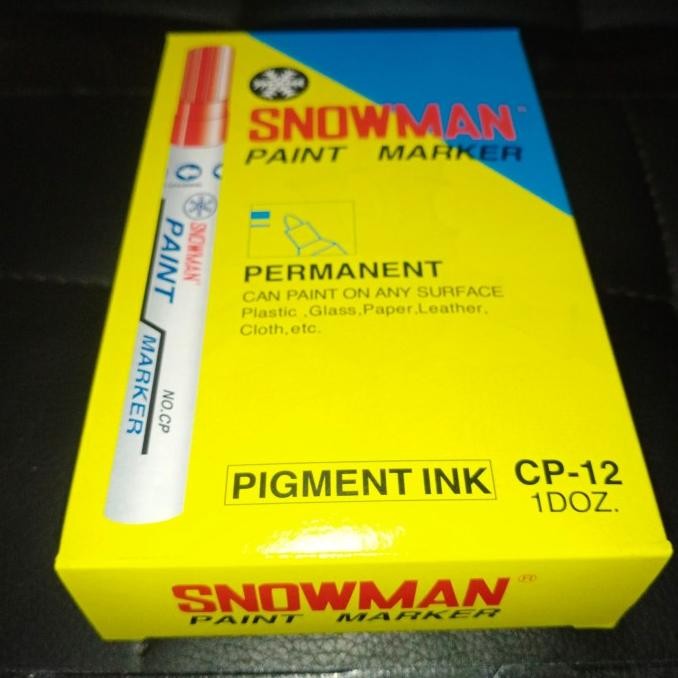 SNOWMAN
PAINT MARKER
SNOWMAN
PAINT
MARKER
NO.CP
PERMANENT
CAN PAINT ON ANY SURFACE
Plastic ,Glass,Paper,Leather,
Cloth,etc.
PIGMENT INK
CP-12
1DOZ.
SNOWMAN®
PAINT MARKER